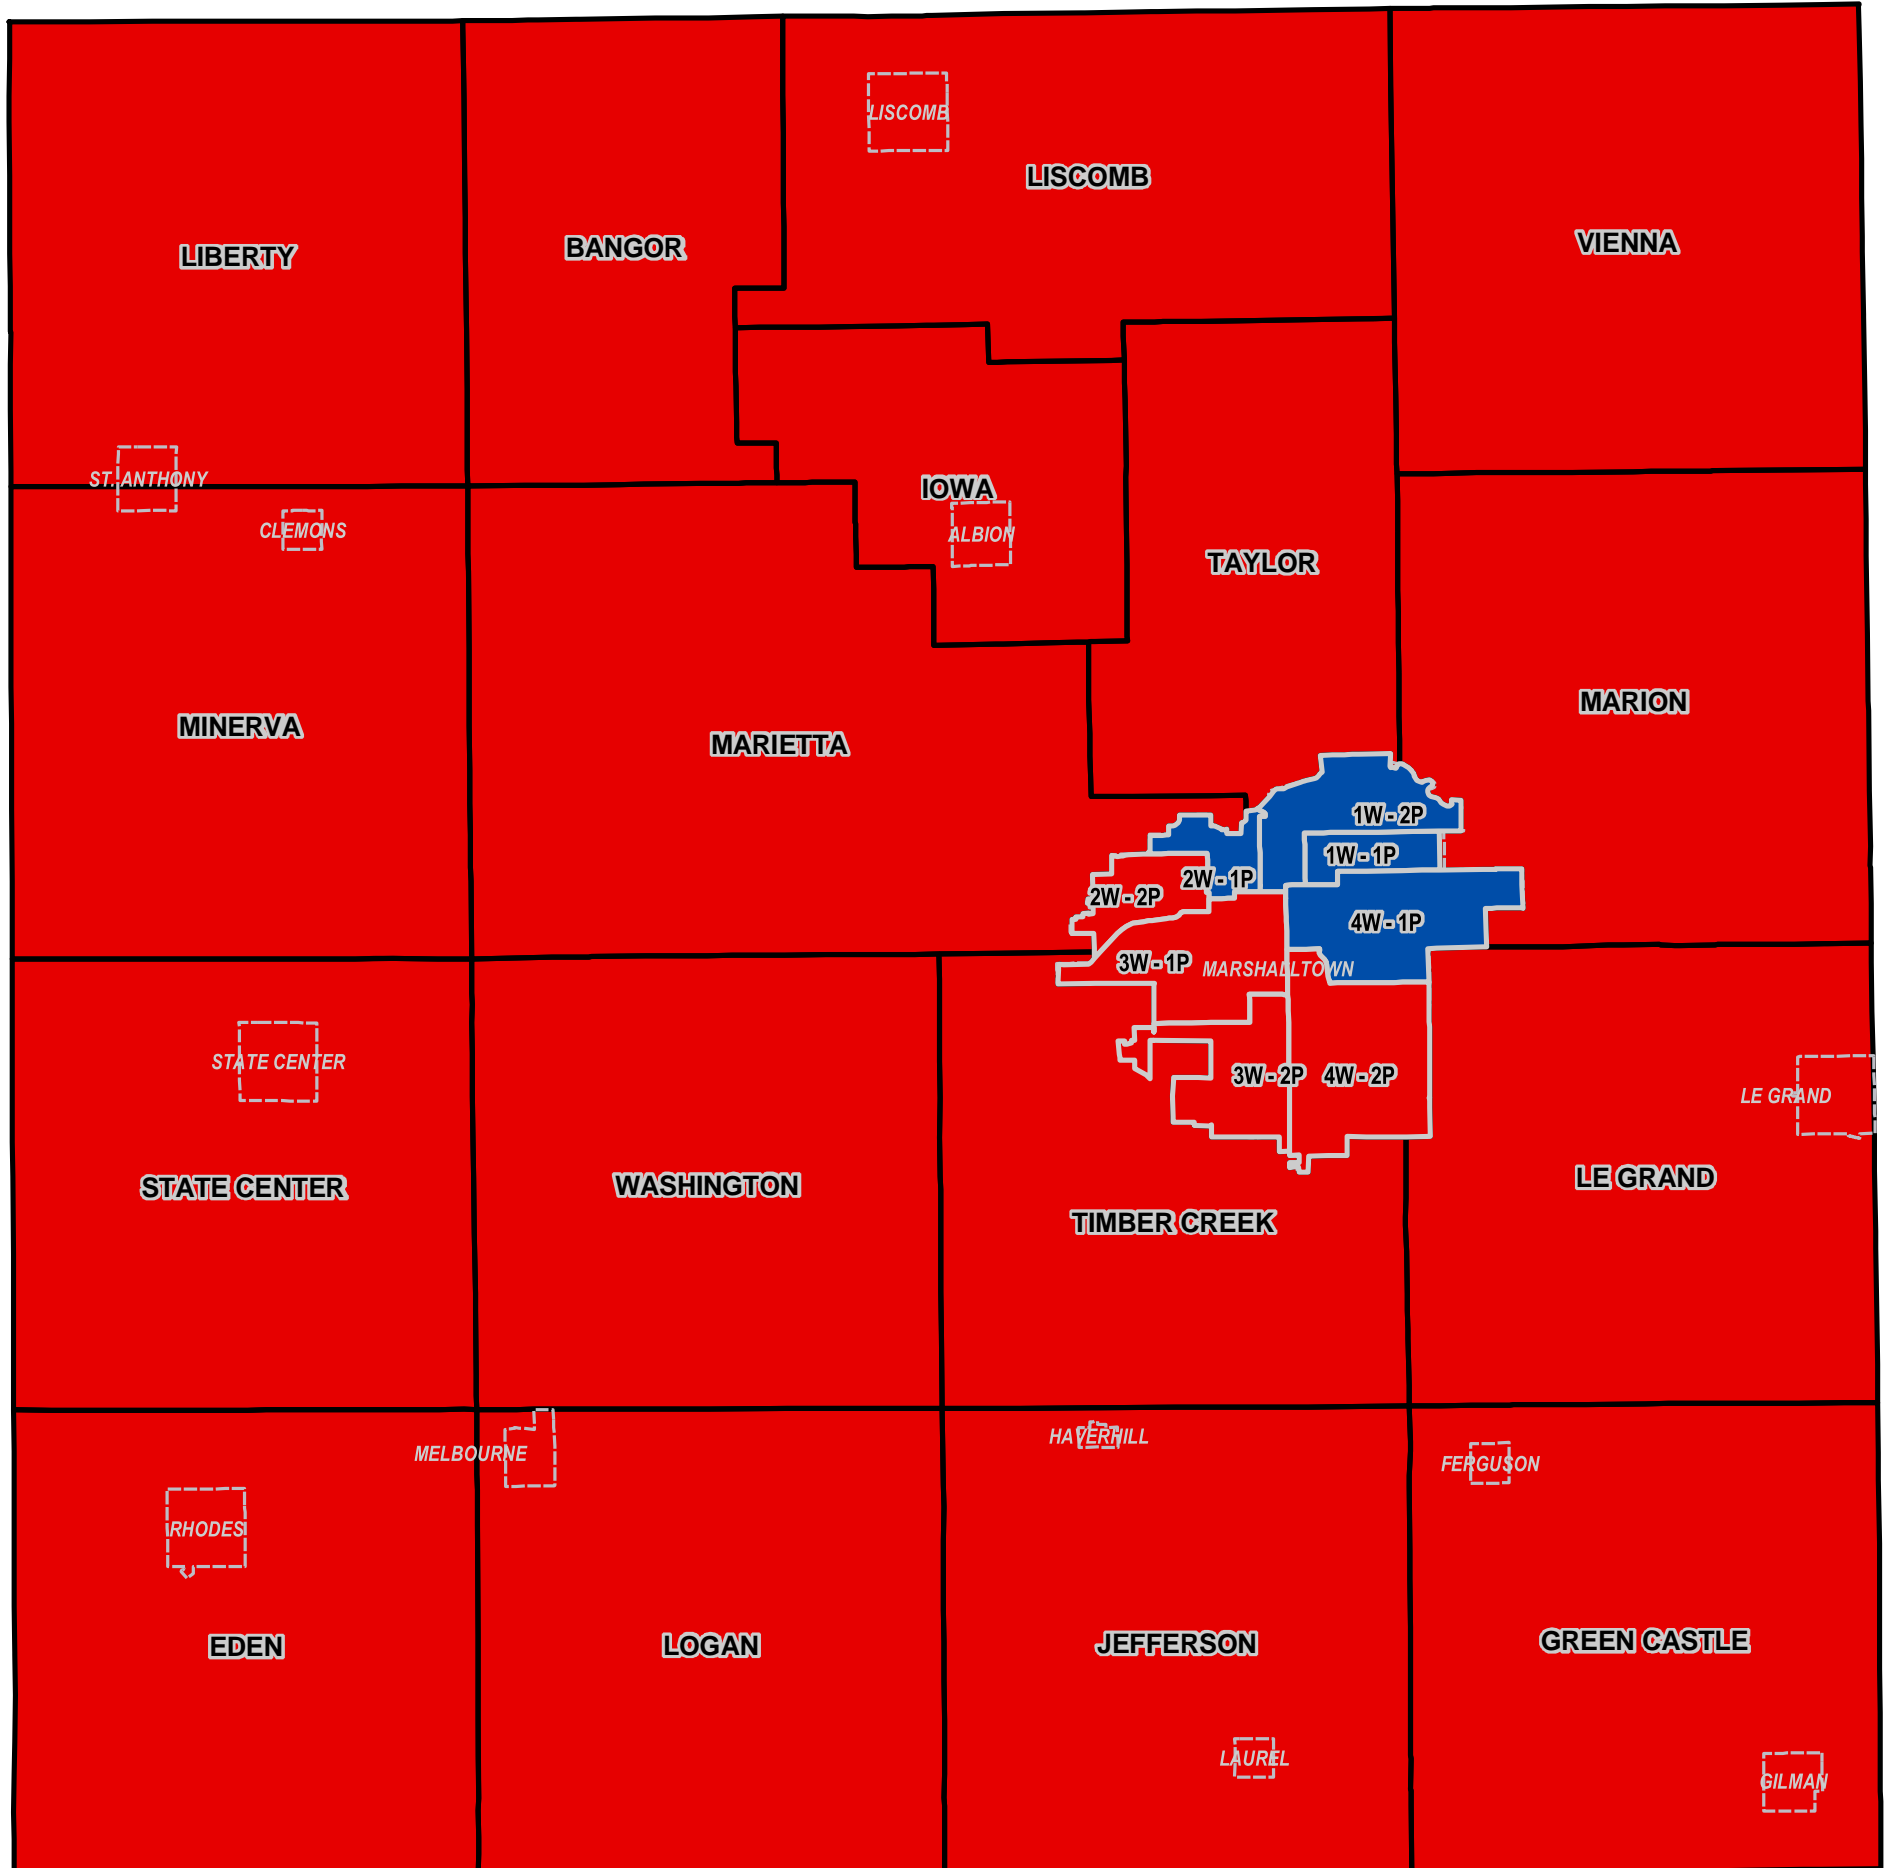 LISCOMB
LISCOMB
VIENNA
BANGOR
LIBERTY
ST. ANTHONY
IOWA
CLEMONS
ALBION
TAYLOR
MARION
MINERVA
MARIETTA
1W - 2P
1W - 1P
2W - 1P
2W - 2P
4W - 1P
3W - 1P
MARSHALLTOWN
STATE CENTER
3W - 2P
4W - 2P
LE GRAND
LE GRAND
STATE CENTER
WASHINGTON
TIMBER CREEK
HAVERHILL
MELBOURNE
FERGUSON
RHODES
EDEN
LOGAN
JEFFERSON
GREEN CASTLE
LAUREL
GILMAN